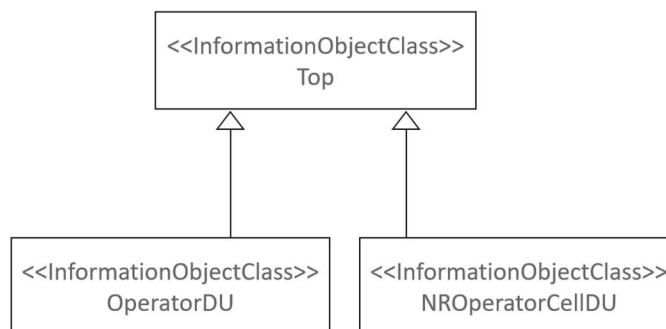 <<InformationObjectClass>>
Top
<<InformationObjectClass>>
OperatorDU
<<InformationObjectClass>>
NROperatorCellDU